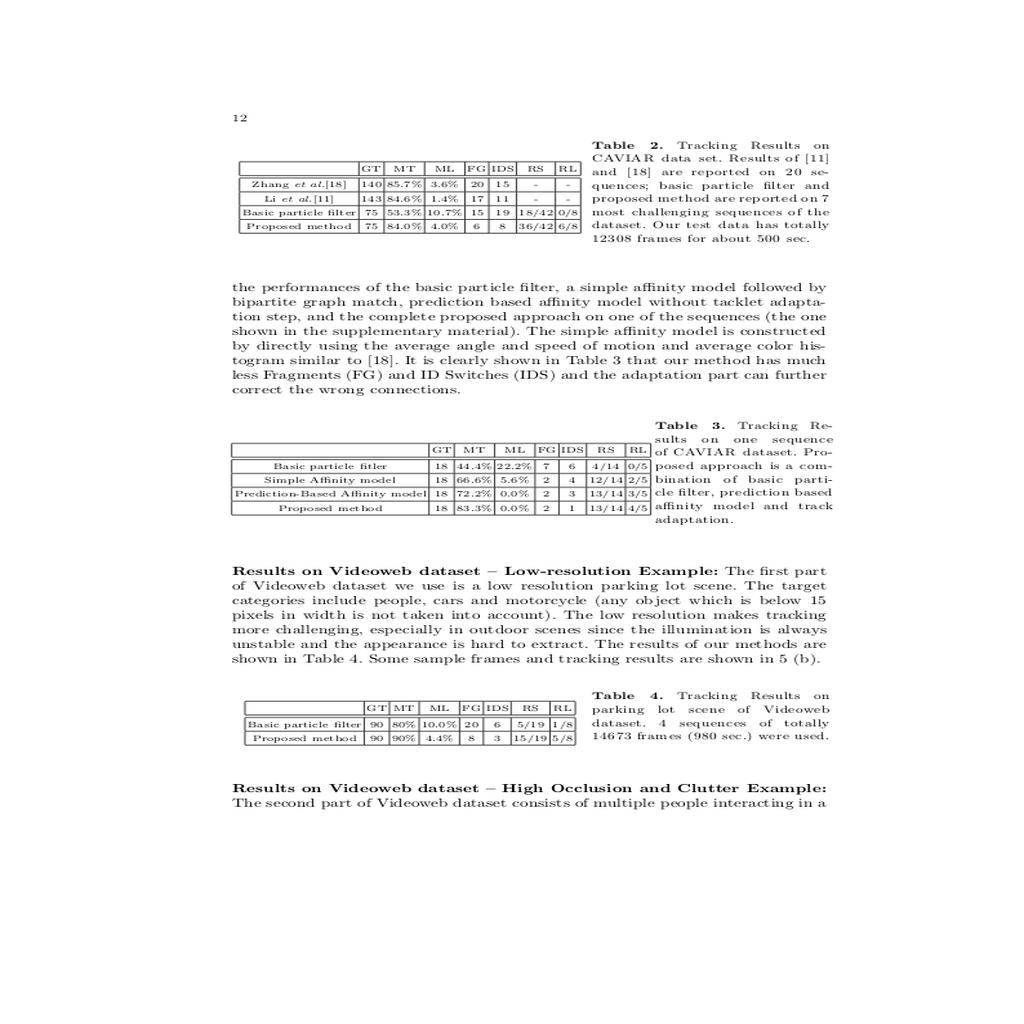 12
GT MT ML FG IDS RS RL
Zhang et al.[18] 140 85.7% 3.6% 20 15 - -
Li et al.[11] 143 84.6% 1.4% 17 11 - -
Basic particle filter 75 53.3% 10.7% 15 19 18/42 0/8
Proposed method 75 84.0% 4.0% 6 8 36/42 6/8
Table 2. Tracking Results on
CAVIAR data set. Results of [11]
and [18] are reported on 20 se-
quences; basic particle filter and
proposed method are reported on 7
most challenging sequences of the
dataset. Our test data has totally
12308 frames for about 500 sec.
the performances of the basic particle filter, a simple affinity model followed by
bipartite graph match, prediction based affinity model without tacklet adapta-
tion step, and the complete proposed approach on one of the sequences (the one
shown in the supplementary material). The simple affinity model is constructed
by directly using the average angle and speed of motion and average color his-
togram similar to [18]. It is clearly shown in Table 3 that our method has much
less Fragments (FG) and ID Switches (IDS) and the adaptation part can further
correct the wrong connections.
GT MT ML FG IDS RS RL
Basic particle fitler 18 44.4% 22.2% 7 6 4/14 0/5
Simple Affinity model 18 66.6% 5.6% 2 4 12/14 2/5
Prediction-Based Affinity model 18 72.2% 0.0% 2 3 13/14 3/5
Proposed method 18 83.3% 0.0% 2 1 13/14 4/5
Table 3. Tracking Re-
sults on one sequence
of CAVIAR dataset. Pro-
posed approach is a com-
bination of basic parti-
cle filter, prediction based
affinity model and track
adaptation.
Results on Videoweb dataset – Low-resolution Example: The first part
of Videoweb dataset we use is a low resolution parking lot scene. The target
categories include people, cars and motorcycle (any object which is below 15
pixels in width is not taken into account). The low resolution makes tracking
more challenging, especially in outdoor scenes since the illumination is always
unstable and the appearance is hard to extract. The results of our methods are
shown in Table 4. Some sample frames and tracking results are shown in 5 (b).
GT MT ML FG IDS RS RL
Basic particle filter 90 80% 10.0% 20 6 5/19 1/8
Proposed method 90 90% 4.4% 8 3 15/19 5/8
Table 4. Tracking Results on
parking lot scene of Videoweb
dataset. 4 sequences of totally
14673 frames (980 sec.) were used.
Results on Videoweb dataset – High Occlusion and Clutter Example:
The second part of Videoweb dataset consists of multiple people interacting in a